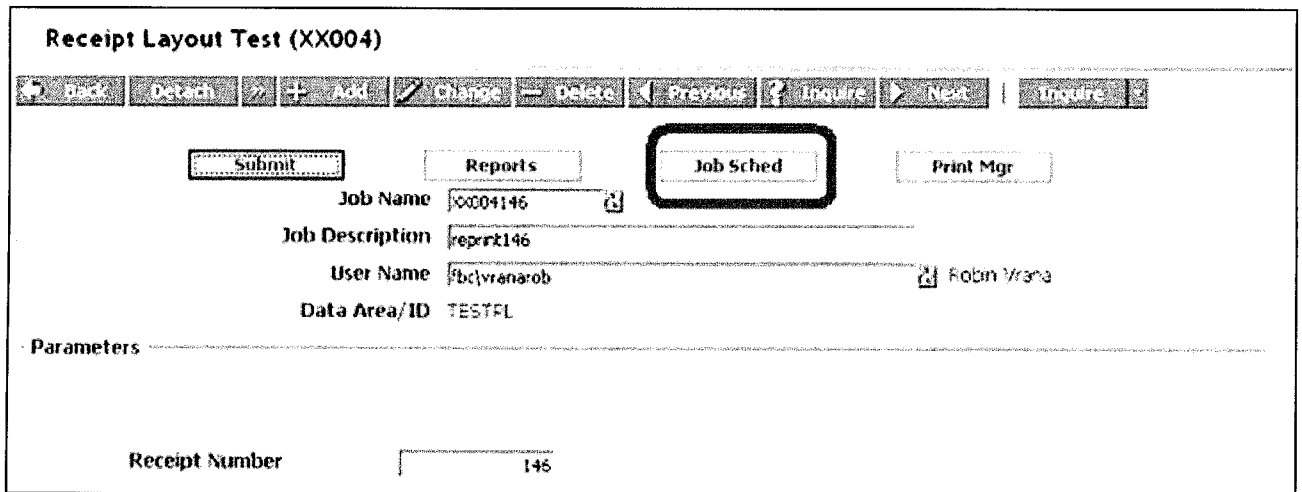 Receipt Layout Test (XX004)
Back Detach » + Add Change — Delete Previous ? Inquire Next | Inquire
Submit Reports Job Sched Print Mgr
Job Name XX004146
Job Description reprint146
User Name fbc\vranarob Robin Vrana
Data Area/ID TESTFL
Parameters
Receipt Number 146